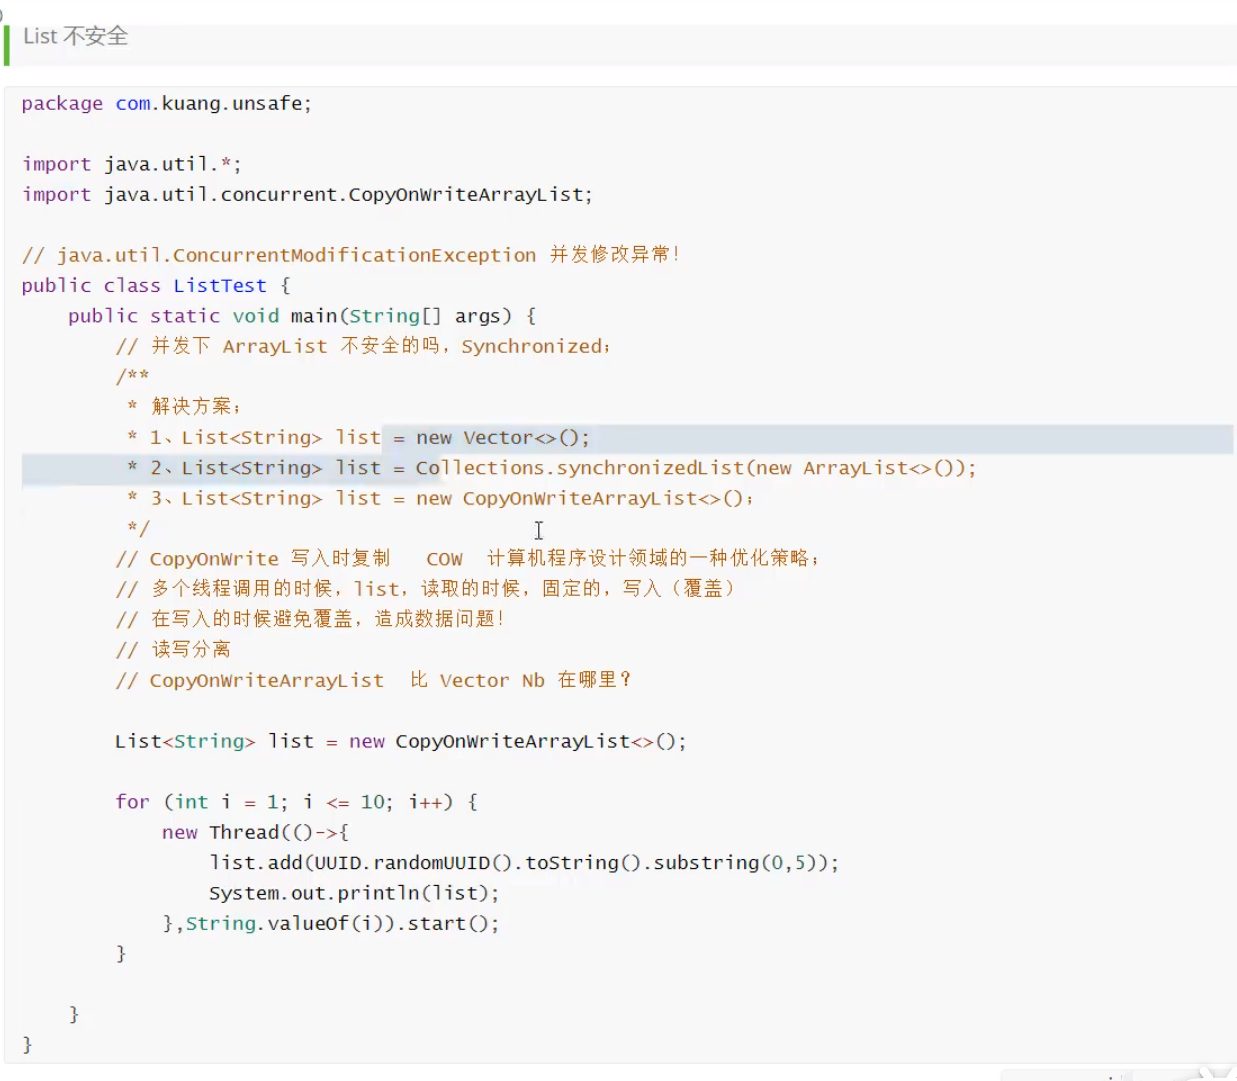 List 不安全
package com.kuang.unsafe;
import java.util.*;
import java.util.concurrent.CopyOnWriteArrayList;
// java.util.ConcurrentModificationException 并发修改异常！
public class ListTest {
    public static void main(String[] args) {
        // 并发下 ArrayList 不安全的吗，Synchronized；
        /**
         * 解决方案；
         * 1、List<String> list = new Vector<>();
         * 2、List<String> list = Collections.synchronizedList(new ArrayList<>());
         * 3、List<String> list = new CopyOnWriteArrayList<>()；
         */
        // CopyOnWrite 写入时复制   COW  计算机程序设计领域的一种优化策略；
        // 多个线程调用的时候，list，读取的时候，固定的，写入（覆盖）
        // 在写入的时候避免覆盖，造成数据问题！
        // 读写分离
        // CopyOnWriteArrayList  比 Vector Nb 在哪里？
        List<String> list = new CopyOnWriteArrayList<>();
        for (int i = 1; i <= 10; i++) {
            new Thread(()->{
                list.add(UUID.randomUUID().toString().substring(0,5));
                System.out.println(list);
            },String.valueOf(i)).start();
        }
    }
}